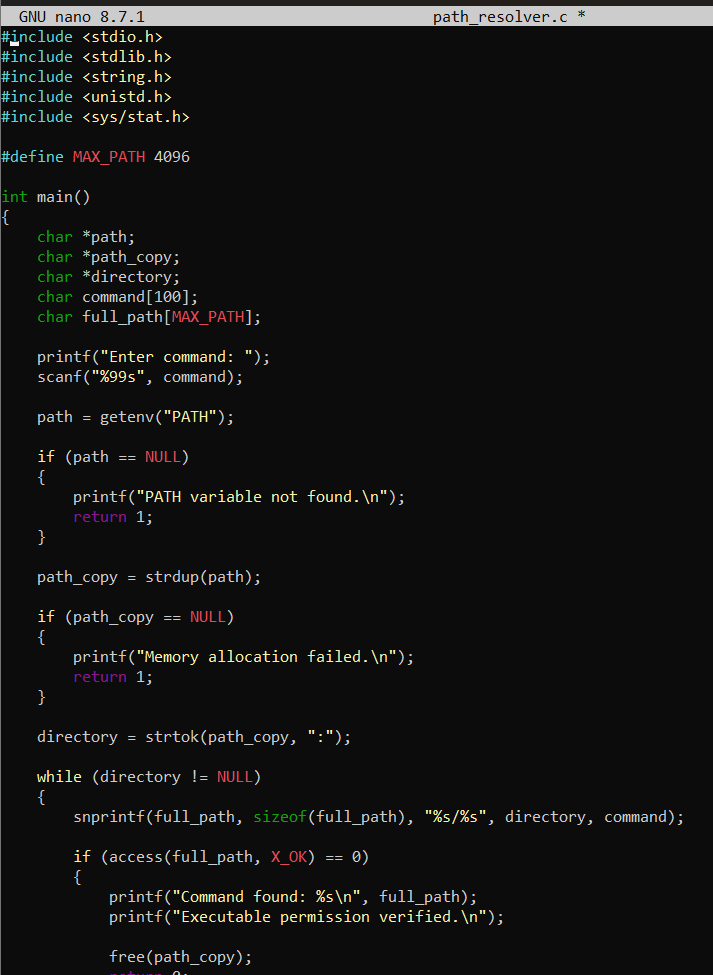 GNU nano 8.7.1 path_resolver.c *
#include <stdio.h>
#include <stdlib.h>
#include <string.h>
#include <unistd.h>
#include <sys/stat.h>

#define MAX_PATH 4096

int main()
{
    char *path;
    char *path_copy;
    char *directory;
    char command[100];
    char full_path[MAX_PATH];

    printf("Enter command: ");
    scanf("%99s", command);

    path = getenv("PATH");

    if (path == NULL)
    {
        printf("PATH variable not found.\n");
        return 1;
    }

    path_copy = strdup(path);

    if (path_copy == NULL)
    {
        printf("Memory allocation failed.\n");
        return 1;
    }

    directory = strtok(path_copy, ":");

    while (directory != NULL)
    {
        snprintf(full_path, sizeof(full_path), "%s/%s", directory, command);

        if (access(full_path, X_OK) == 0)
        {
            printf("Command found: %s\n", full_path);
            printf("Executable permission verified.\n");

            free(path_copy);
            return 0;